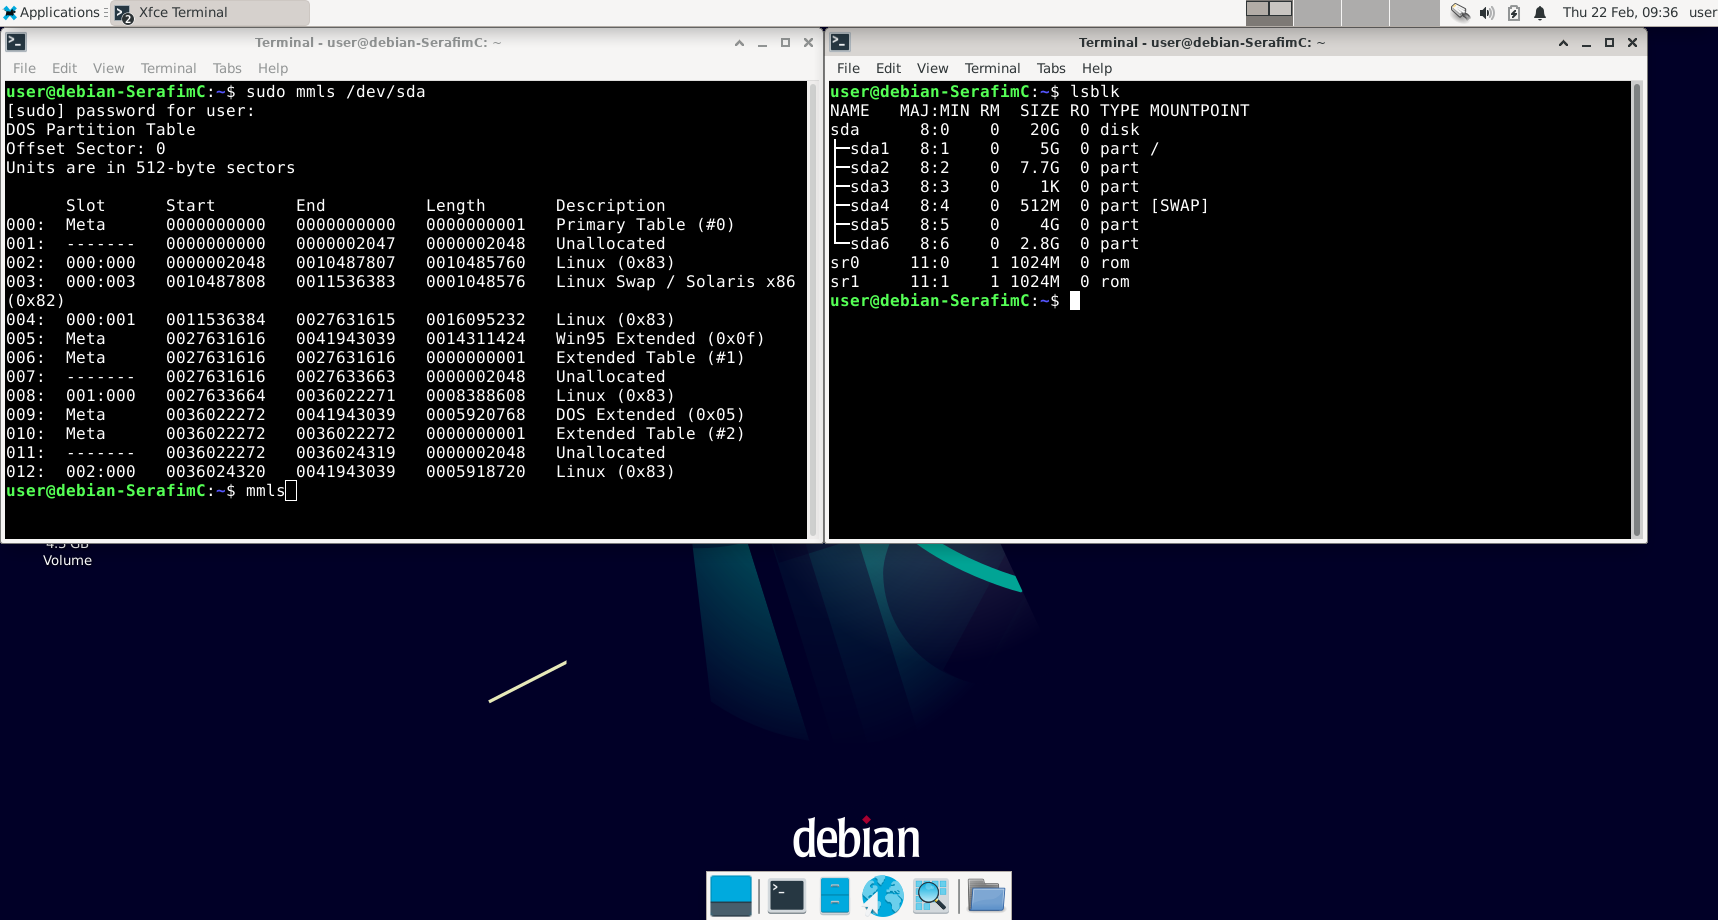 Applications
Xfce Terminal
2
Thu 22 Feb, 09:36
user
Terminal - user@debian-SerafimC: ~
File Edit View Terminal Tabs Help
user@debian-SerafimC:~$ sudo mmls /dev/sda
[sudo] password for user:
DOS Partition Table
Offset Sector: 0
Units are in 512-byte sectors
      Slot      Start        End          Length       Description
000:  Meta      0000000000   0000000000   0000000001   Primary Table (#0)
001:  -------   0000000000   0000002047   0000002048   Unallocated
002:  000:000   0000002048   0010487807   0010485760   Linux (0x83)
003:  000:003   0010487808   0011536383   0001048576   Linux Swap / Solaris x86
(0x82)
004:  000:001   0011536384   0027631615   0016095232   Linux (0x83)
005:  Meta      0027631616   0041943039   0014311424   Win95 Extended (0x0f)
006:  Meta      0027631616   0027631616   0000000001   Extended Table (#1)
007:  -------   0027631616   0027633663   0000002048   Unallocated
008:  001:000   0027633664   0036022271   0008388608   Linux (0x83)
009:  Meta      0036022272   0041943039   0005920768   DOS Extended (0x05)
010:  Meta      0036022272   0036022272   0000000001   Extended Table (#2)
011:  -------   0036022272   0036024319   0000002048   Unallocated
012:  002:000   0036024320   0041943039   0005918720   Linux (0x83)
user@debian-SerafimC:~$ mmls
Terminal - user@debian-SerafimC: ~
File Edit View Terminal Tabs Help
user@debian-SerafimC:~$ lsblk
NAME   MAJ:MIN RM  SIZE RO TYPE MOUNTPOINT
sda      8:0    0   20G  0 disk
├─sda1   8:1    0    5G  0 part /
├─sda2   8:2    0  7.7G  0 part
├─sda3   8:3    0    1K  0 part
├─sda4   8:4    0  512M  0 part [SWAP]
├─sda5   8:5    0    4G  0 part
└─sda6   8:6    0  2.8G  0 part
sr0     11:0    1 1024M  0 rom
sr1     11:1    1 1024M  0 rom
user@debian-SerafimC:~$
GB
Volume
debian